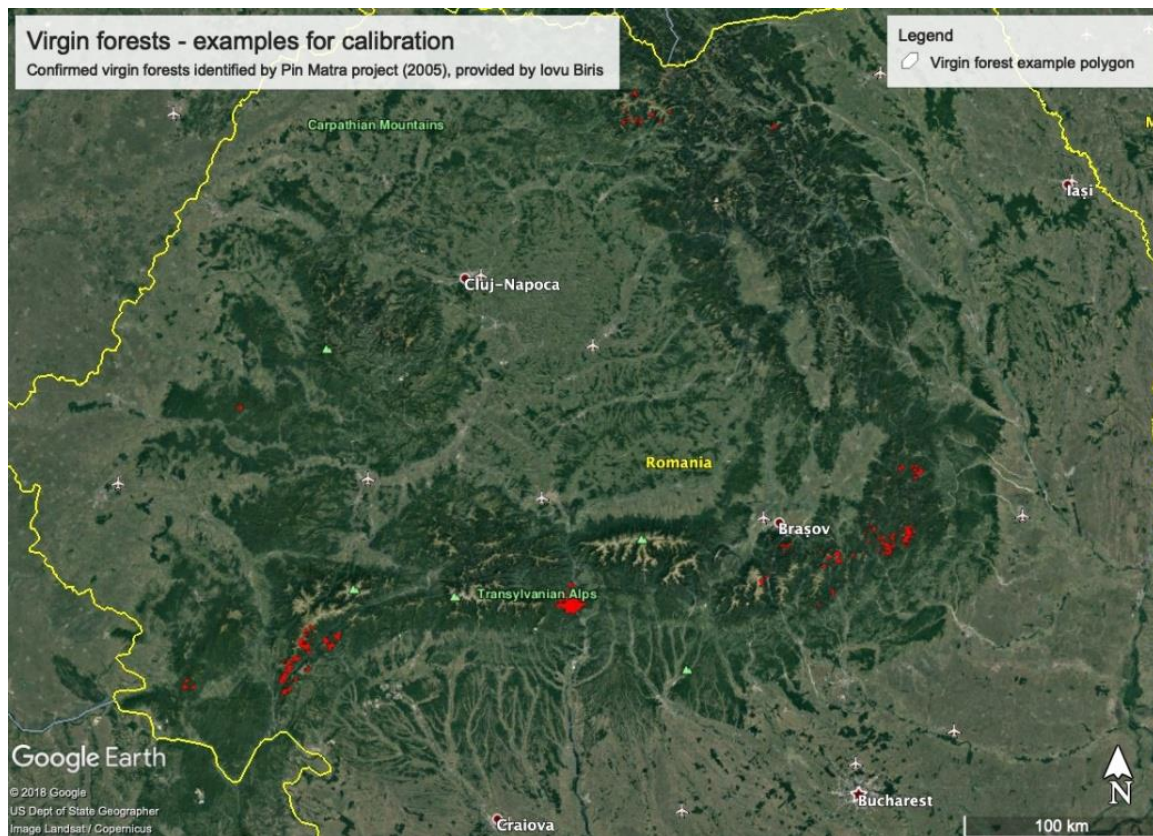 Virgin forests - examples for calibration
Confirmed virgin forests identified by Pin Matra project (2005), provided by Iovu Biris
Legend
Virgin forest example polygon
Carpathian Mountains
M
Iași
Cluj-Napoca
Romania
Brașov
Transylvanian Alps
Google Earth
© 2018 Google
US Dept of State Geographer
Image Landsat / Copernicus
N
Bucharest
Craiova
100 km